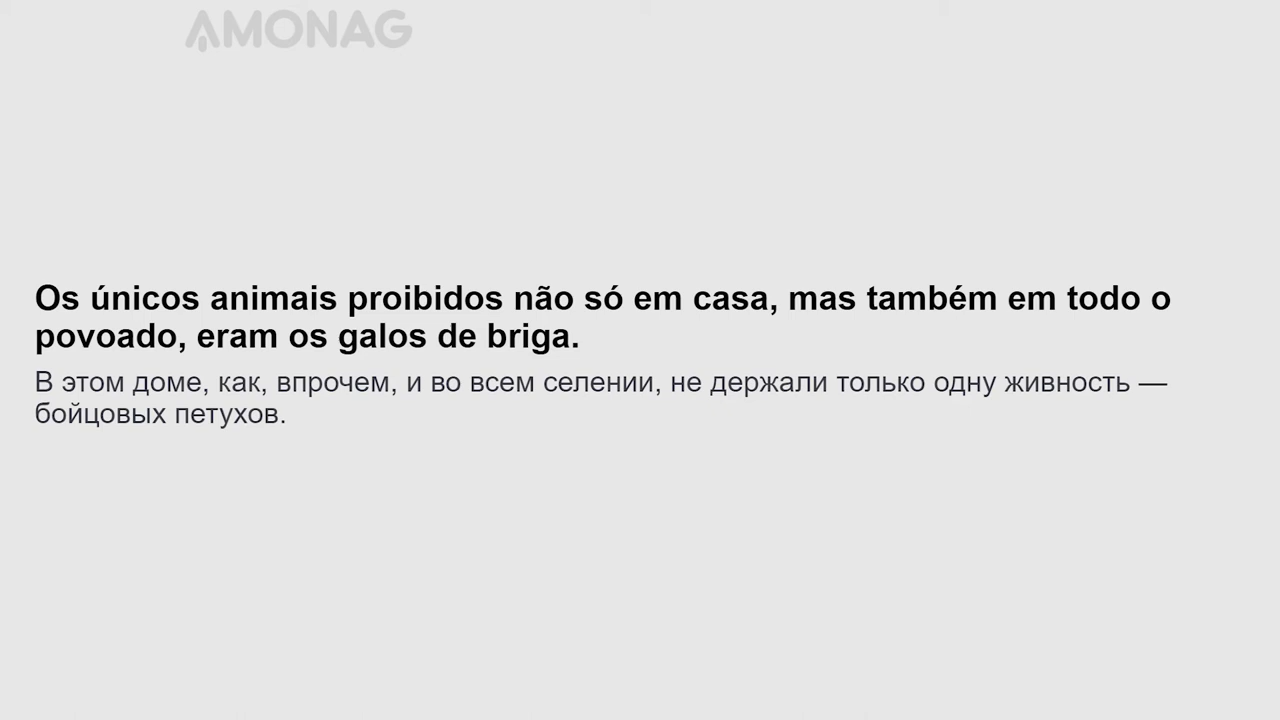 AMONAG
Os únicos animais proibidos não só em casa, mas também em todo o
povoado, eram os galos de briga.
В этом доме, как, впрочем, и во всем селении, не держали только одну живность —
бойцовых петухов.